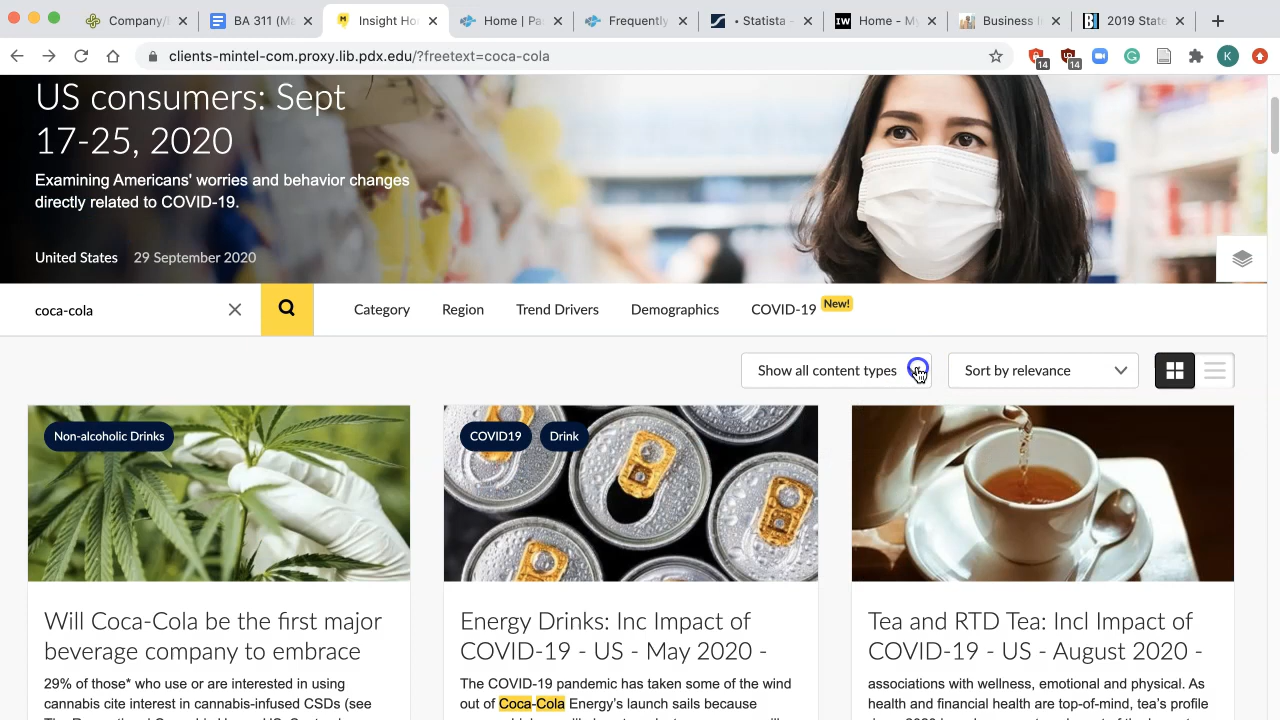 Company/I
BA 311 (Ma
Insight Ho
Home | Pa
Frequently
• Statista -
Home - My
Business I
2019 State
clients-mintel-com.proxy.lib.pdx.edu/?freetext=coca-cola
14
14
K
US consumers: Sept
17-25, 2020
Examining Americans' worries and behavior changes
directly related to COVID-19.
United States 29 September 2020
coca-cola
Category
Region
Trend Drivers
Demographics
COVID-19 New!
Show all content types
Sort by relevance
Non-alcoholic Drinks
COVID19
Drink
Will Coca-Cola be the first major
beverage company to embrace
29% of those* who use or are interested in using
cannabis cite interest in cannabis-infused CSDs (see
Energy Drinks: Inc Impact of
COVID-19 - US - May 2020 -
The COVID-19 pandemic has taken some of the wind
out of Coca-Cola Energy's launch sails because
Tea and RTD Tea: Incl Impact of
COVID-19 - US - August 2020 -
associations with wellness, emotional and physical. As
health and financial health are top-of-mind, tea's profile